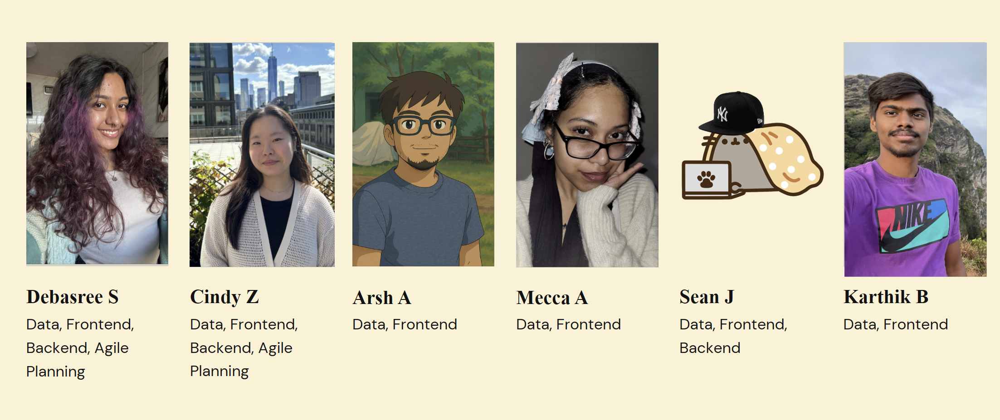 NY
NIKE
Debasree S
Data, Frontend,
Backend, Agile
Planning
Cindy Z
Data, Frontend,
Backend, Agile
Planning
Arsh A
Data, Frontend
Mecca A
Data, Frontend
Sean J
Data, Frontend,
Backend
Karthik B
Data, Frontend